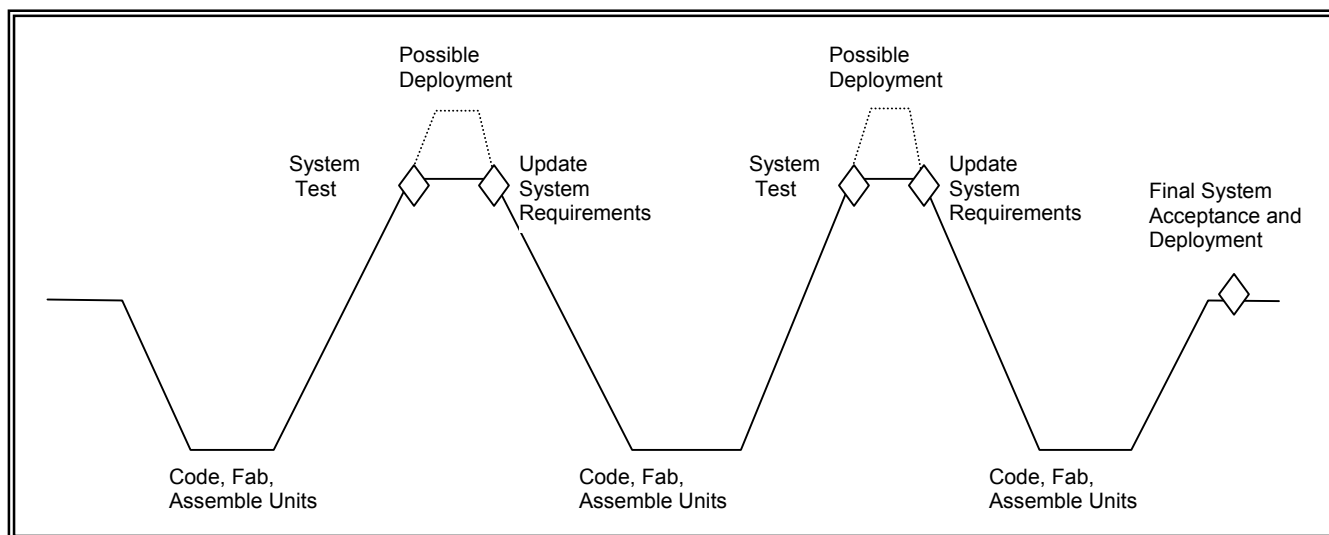 Possible
Deployment
Possible
Deployment
System
Test
Update
System
Requirements
System
Test
Update
System
Requirements
Final System
Acceptance and
Deployment
Code, Fab,
Assemble Units
Code, Fab,
Assemble Units
Code, Fab,
Assemble Units